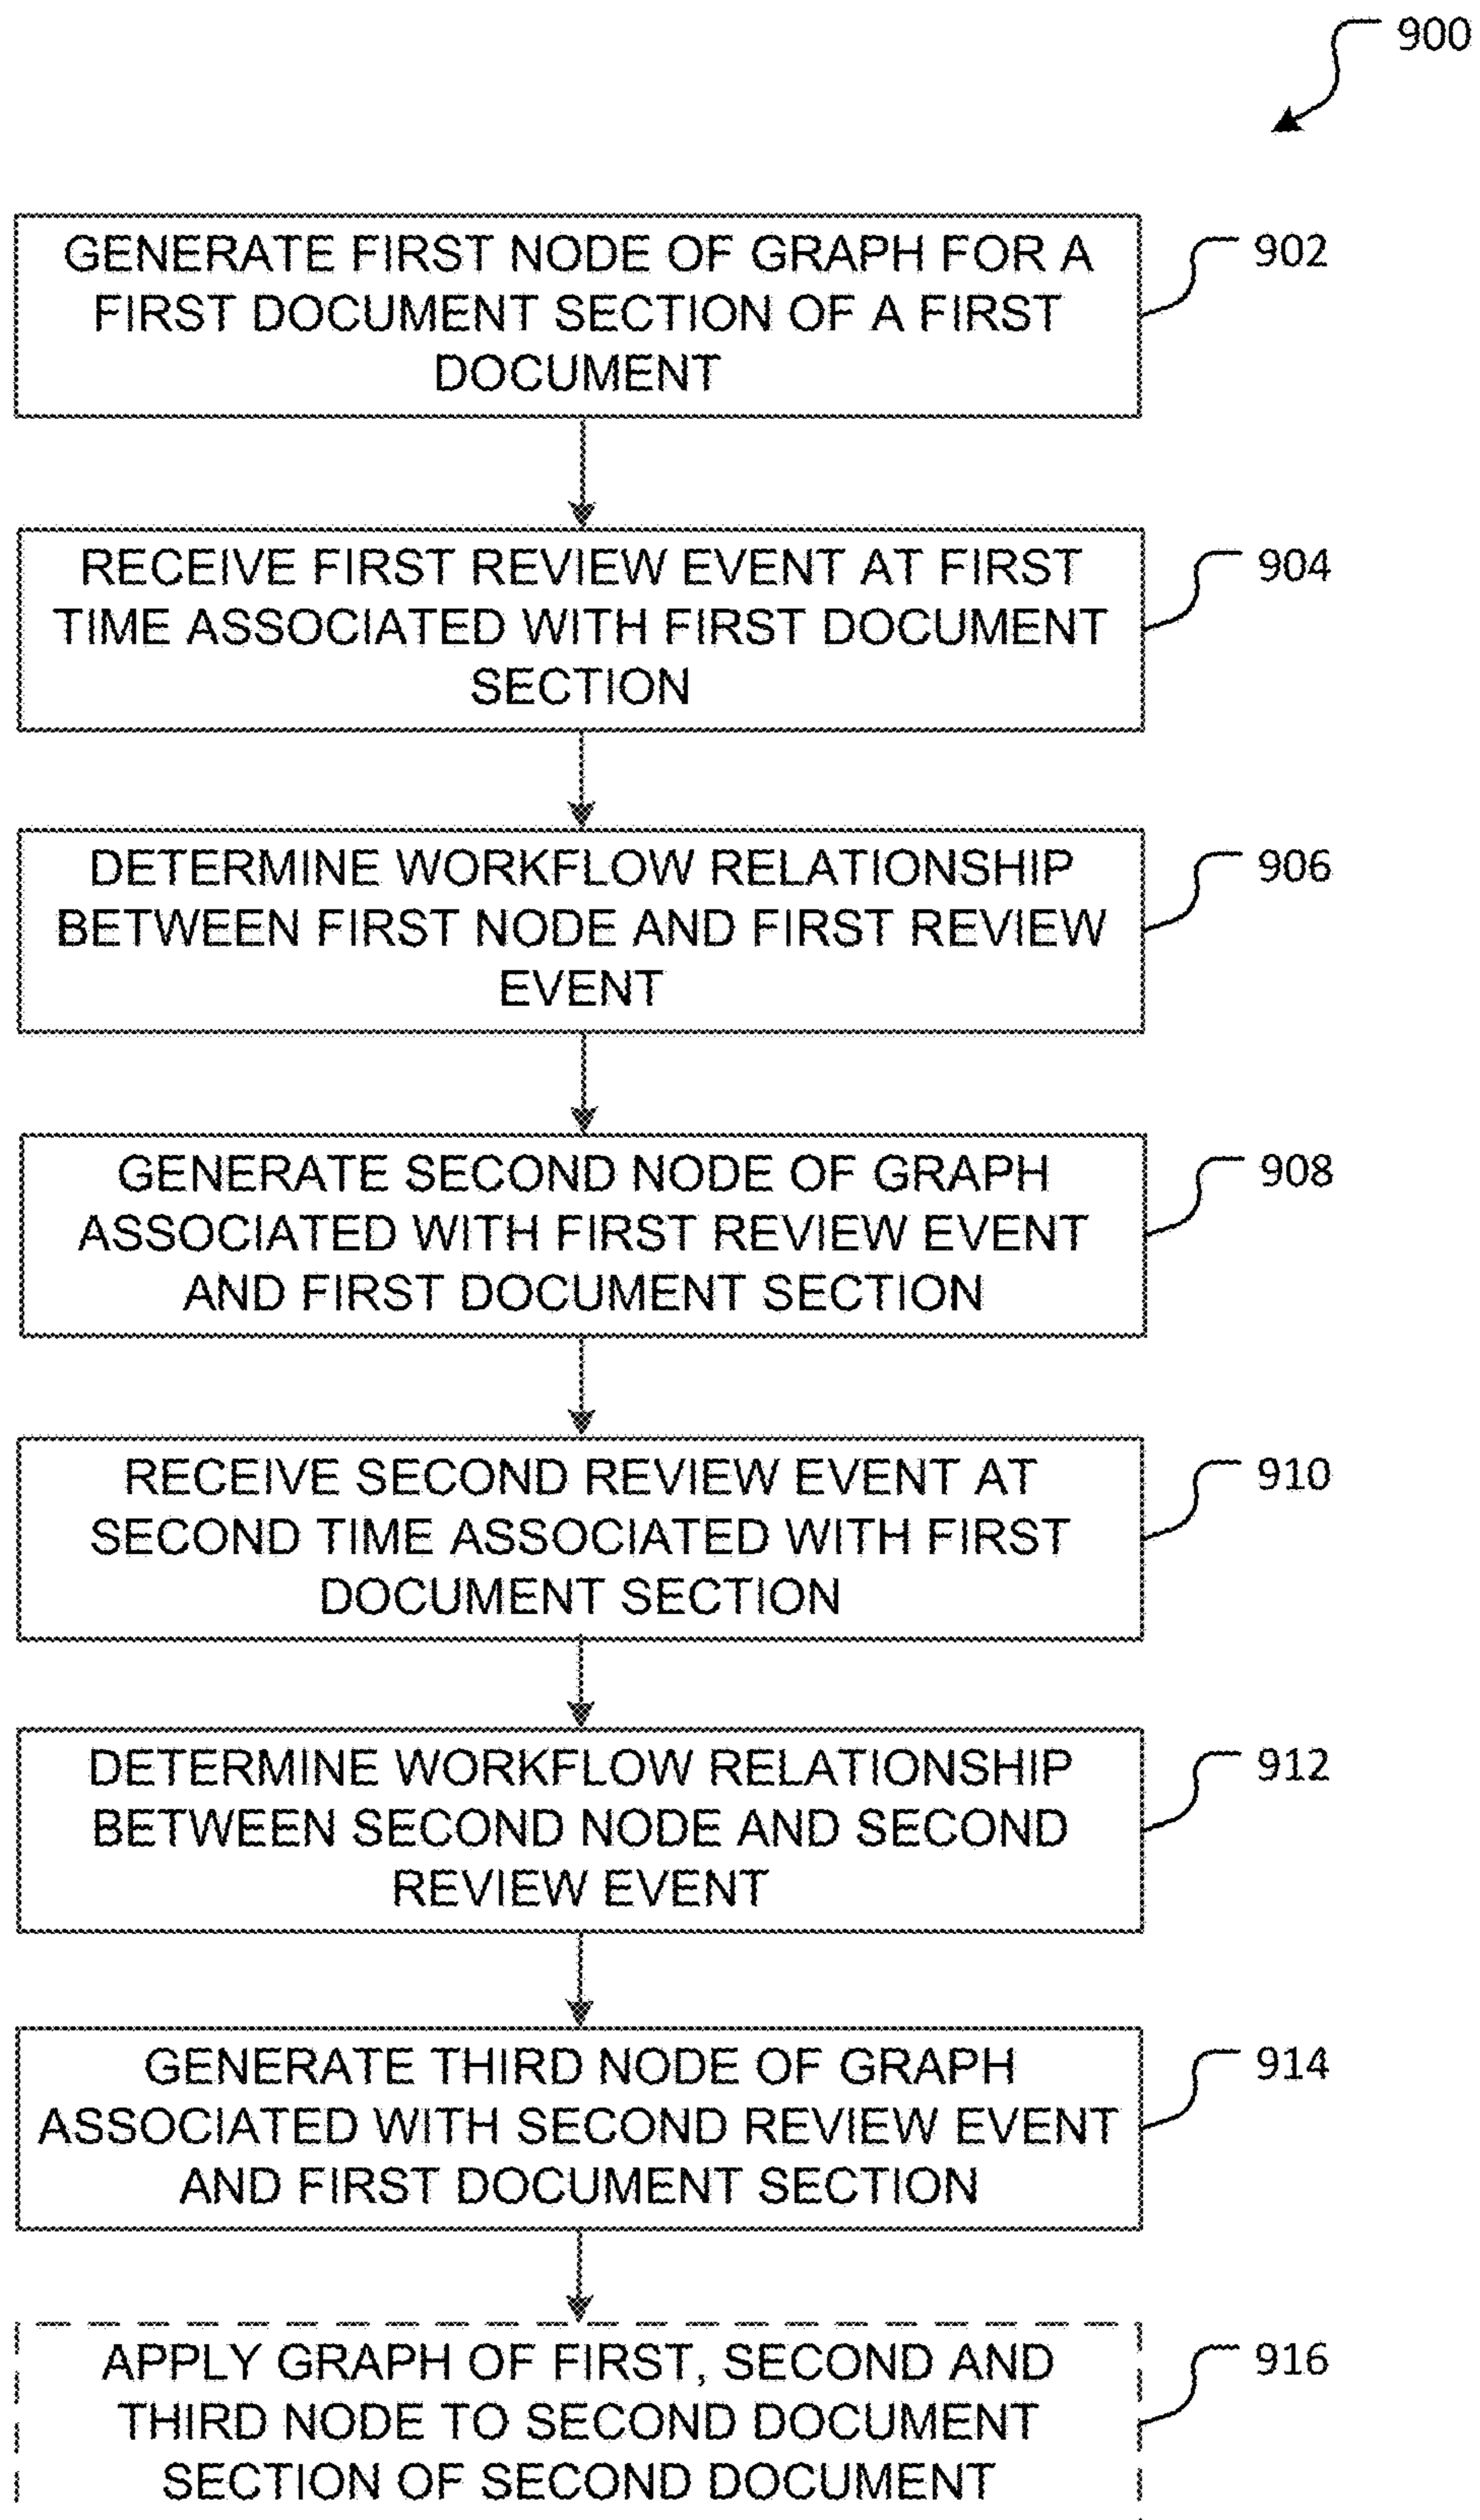 900
GENERATE FIRST NODE OF GRAPH FOR A
FIRST DOCUMENT SECTION OF A FIRST
DOCUMENT
902
RECEIVE FIRST REVIEW EVENT AT FIRST
TIME ASSOCIATED WITH FIRST DOCUMENT
SECTION
904
DETERMINE WORKFLOW RELATIONSHIP
BETWEEN FIRST NODE AND FIRST REVIEW
EVENT
906
GENERATE SECOND NODE OF GRAPH
ASSOCIATED WITH FIRST REVIEW EVENT
AND FIRST DOCUMENT SECTION
908
RECEIVE SECOND REVIEW EVENT AT
SECOND TIME ASSOCIATED WITH FIRST
DOCUMENT SECTION
910
DETERMINE WORKFLOW RELATIONSHIP
BETWEEN SECOND NODE AND SECOND
REVIEW EVENT
912
GENERATE THIRD NODE OF GRAPH
ASSOCIATED WITH SECOND REVIEW EVENT
AND FIRST DOCUMENT SECTION
914
APPLY GRAPH OF FIRST, SECOND AND
THIRD NODE TO SECOND DOCUMENT
SECTION OF SECOND DOCUMENT
916